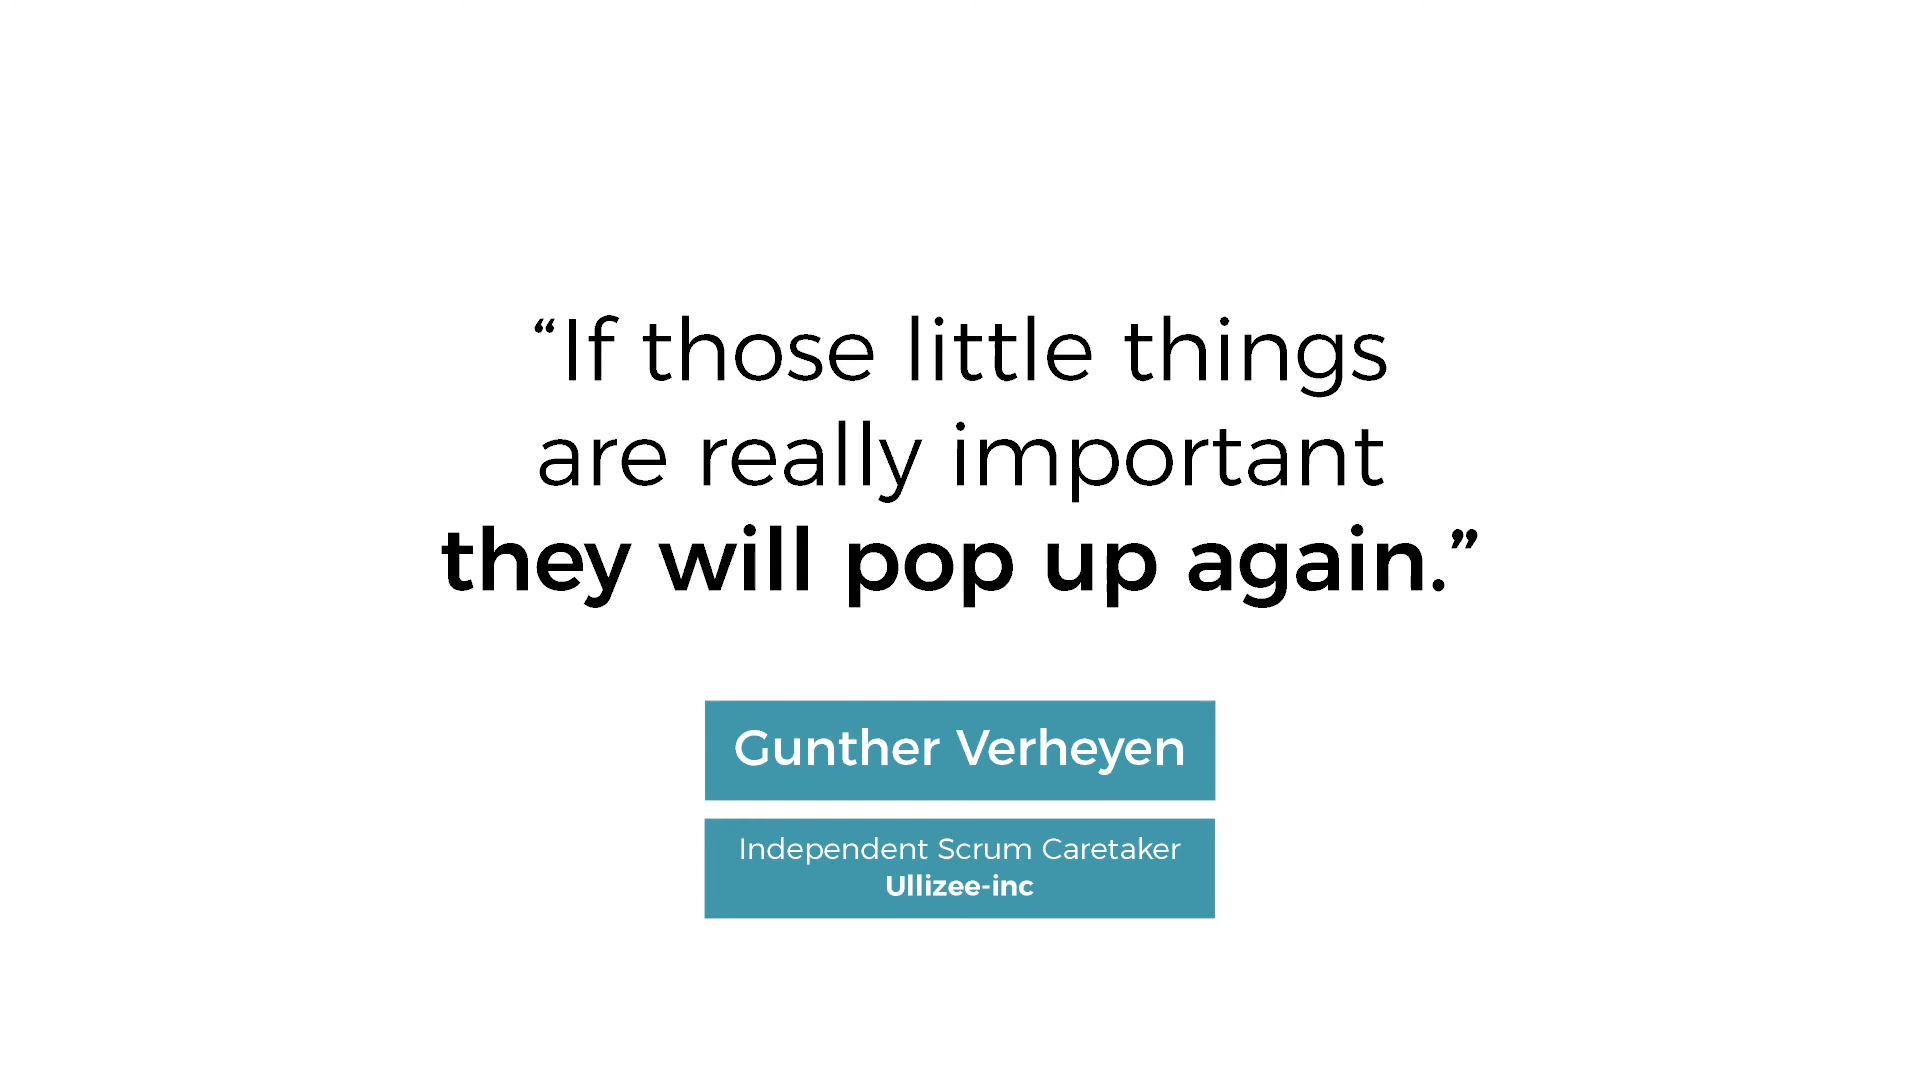 “If those little things
are really important
they will pop up again.”
Gunther Verheyen
Independent Scrum Caretaker
Ullizee-inc